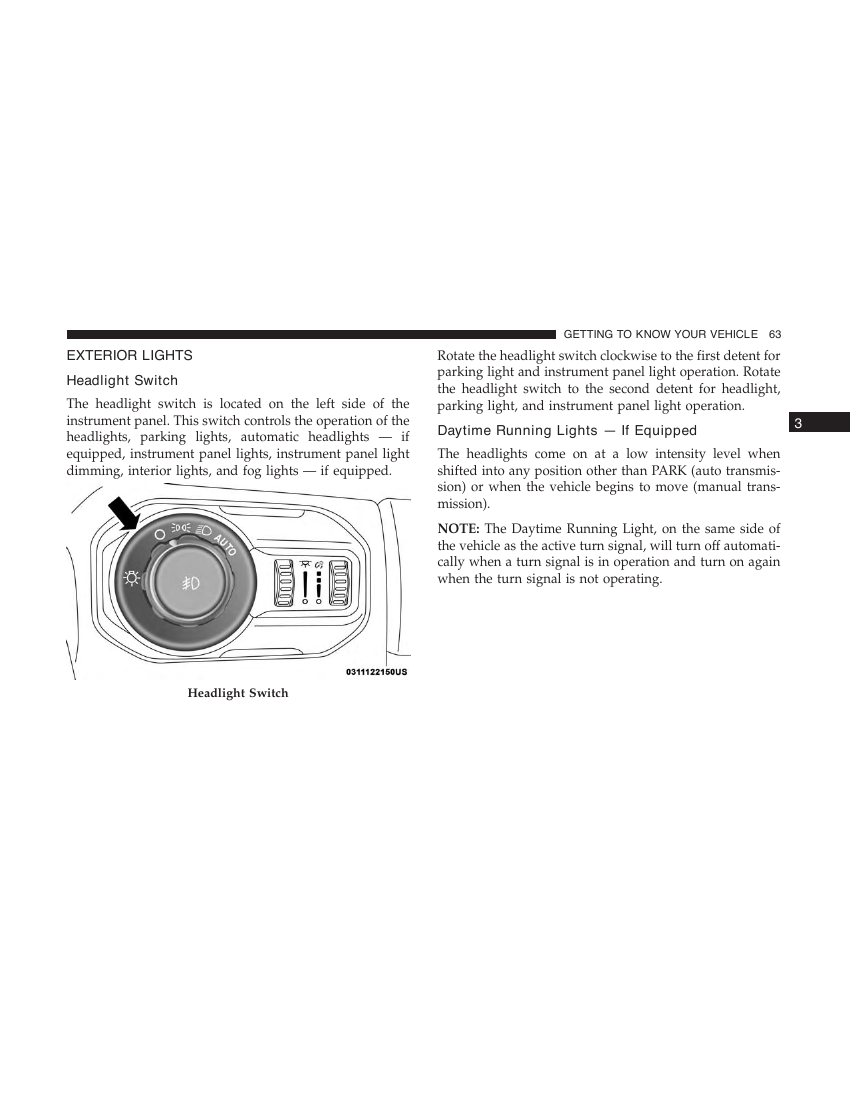 GETTING TO KNOW YOUR VEHICLE 63
EXTERIOR LIGHTS
Headlight Switch
The headlight switch is located on the left side of the
instrument panel. This switch controls the operation of the
headlights, parking lights, automatic headlights — if
equipped, instrument panel lights, instrument panel light
dimming, interior lights, and fog lights — if equipped.
AUTO
0311122150US
Headlight Switch
Rotate the headlight switch clockwise to the first detent for
parking light and instrument panel light operation. Rotate
the headlight switch to the second detent for headlight,
parking light, and instrument panel light operation.
Daytime Running Lights — If Equipped
The headlights come on at a low intensity level when
shifted into any position other than PARK (auto transmis-
sion) or when the vehicle begins to move (manual trans-
mission).
NOTE: The Daytime Running Light, on the same side of
the vehicle as the active turn signal, will turn off automati-
cally when a turn signal is in operation and turn on again
when the turn signal is not operating.
3